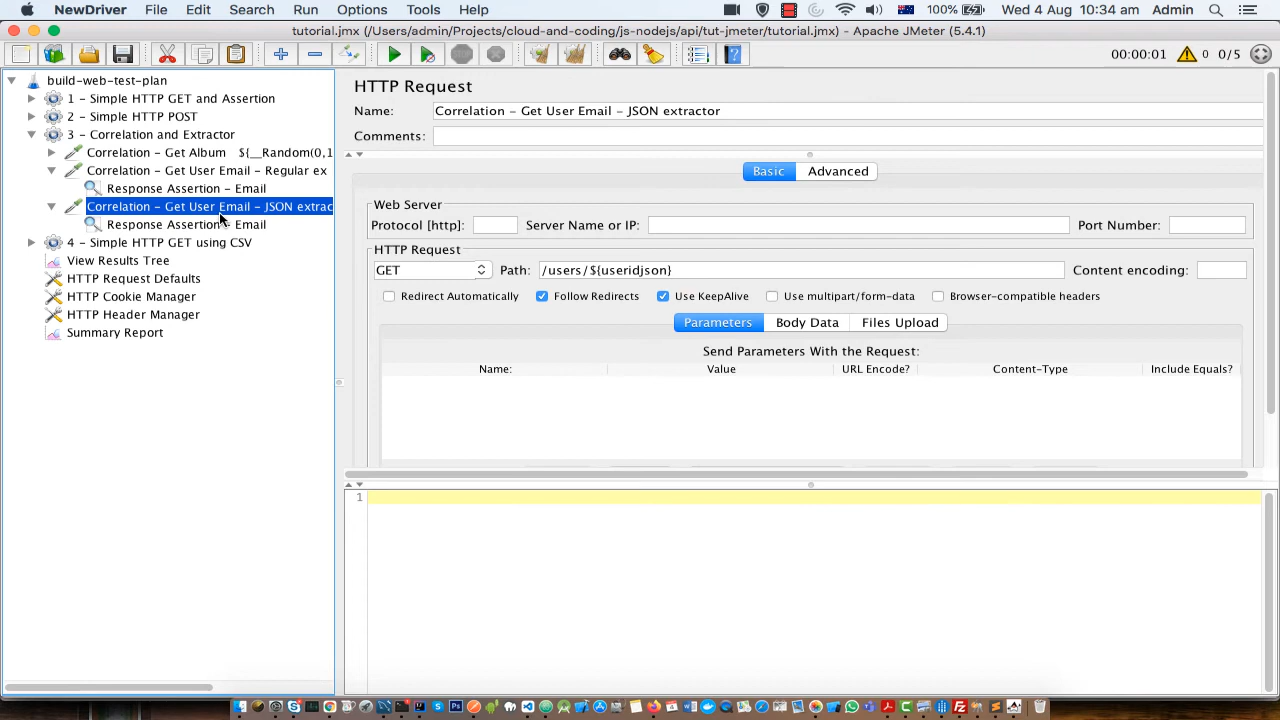 NewDriver File Edit Search Run Options Tools Help 100% Wed 4 Aug 10:34 am Admin
tutorial.jmx (/Users/admin/Projects/cloud-and-coding/js-nodejs/api/tut-jmeter/tutorial.jmx) - Apache JMeter (5.4.1)
00:00:01 0 0/5
build-web-test-plan
1 - Simple HTTP GET and Assertion
2 - Simple HTTP POST
3 - Correlation and Extractor
Correlation - Get Album ${__Random(0,1
Correlation - Get User Email - Regular ex
Response Assertion - Email
Correlation - Get User Email - JSON extrac
Response Assertion - Email
4 - Simple HTTP GET using CSV
View Results Tree
HTTP Request Defaults
HTTP Cookie Manager
HTTP Header Manager
Summary Report
HTTP Request
Name: Correlation - Get User Email - JSON extractor
Comments:
Basic Advanced
Web Server
Protocol [http]: Server Name or IP: Port Number:
HTTP Request
GET Path: /users/${useridjson} Content encoding:
Redirect Automatically Follow Redirects Use KeepAlive Use multipart/form-data Browser-compatible headers
Parameters Body Data Files Upload
Send Parameters With the Request:
Name: Value URL Encode? Content-Type Include Equals?
1